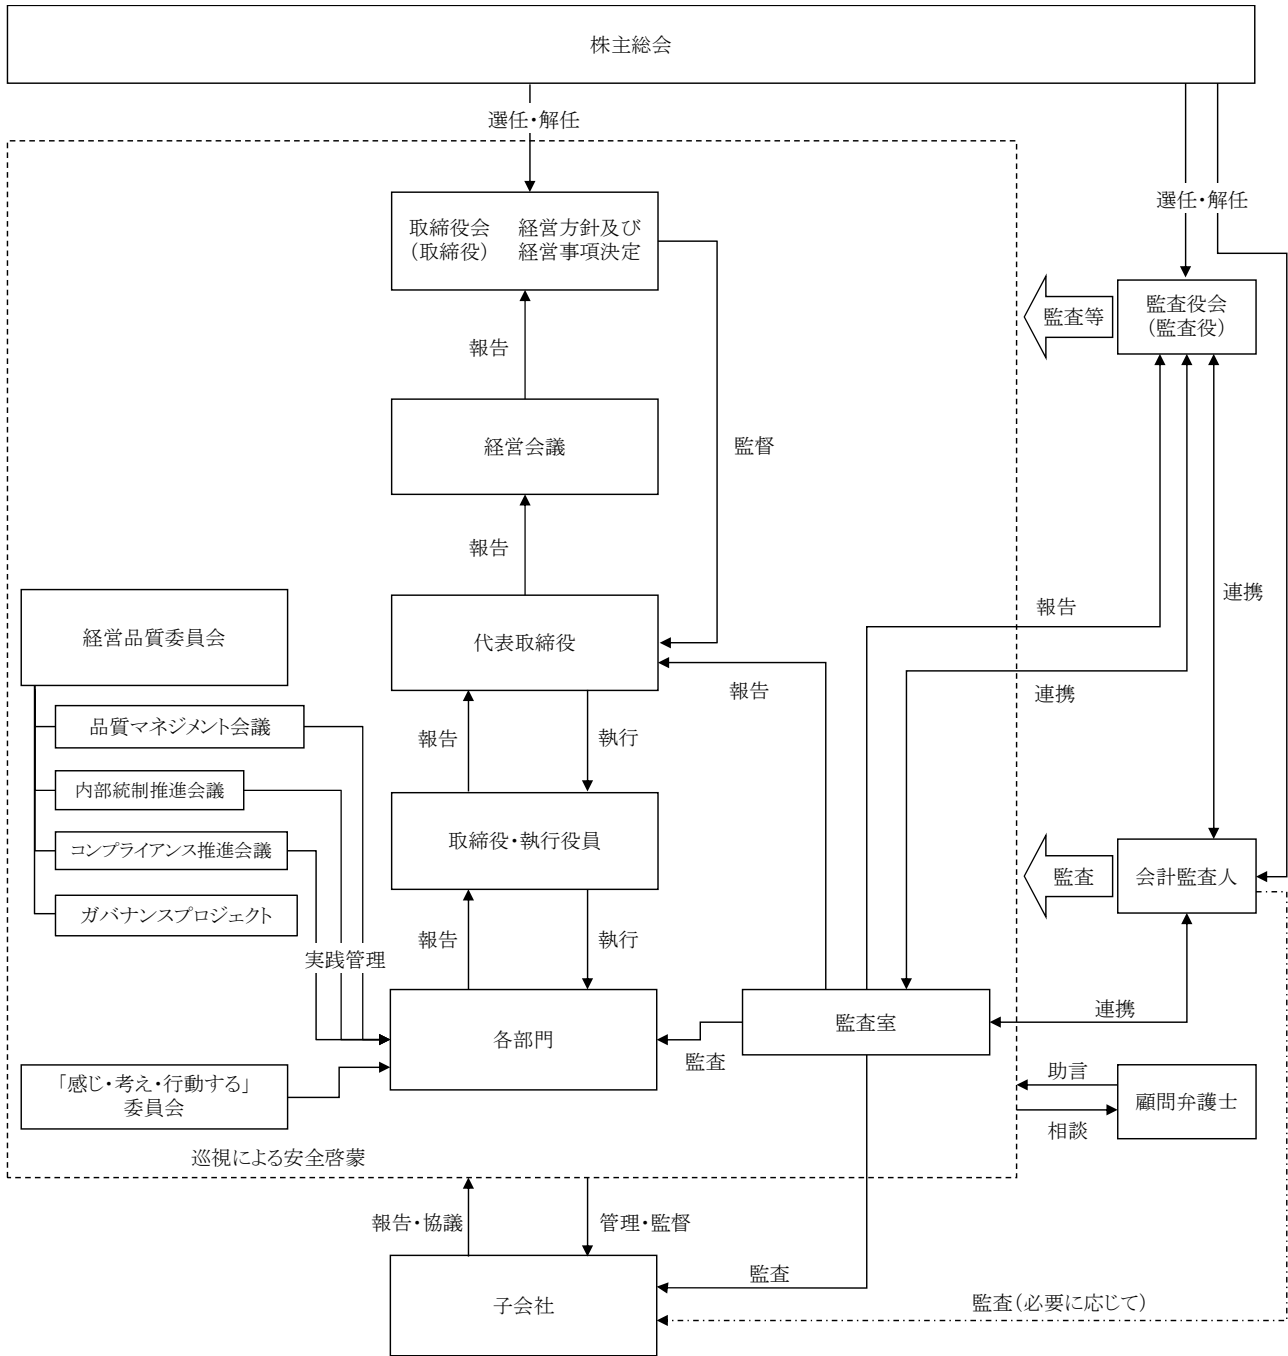 株主総会
選任・解任
選任・解任
取締役会 経営方針及び
(取締役) 経営事項決定
監査等
監査役会
(監査役)
報告
経営会議
監督
報告
経営品質委員会
代表取締役
報告
連携
報告
連携
品質マネジメント会議
報告
執行
内部統制推進会議
取締役・執行役員
コンプライアンス推進会議
監査
会計監査人
ガバナンスプロジェクト
報告
執行
実践管理
各部門
監査室
連携
監査
「感じ・考え・行動する」
委員会
助言
顧問弁護士
相談
巡視による安全啓蒙
報告・協議
管理・監督
監査
子会社
監査(必要に応じて)